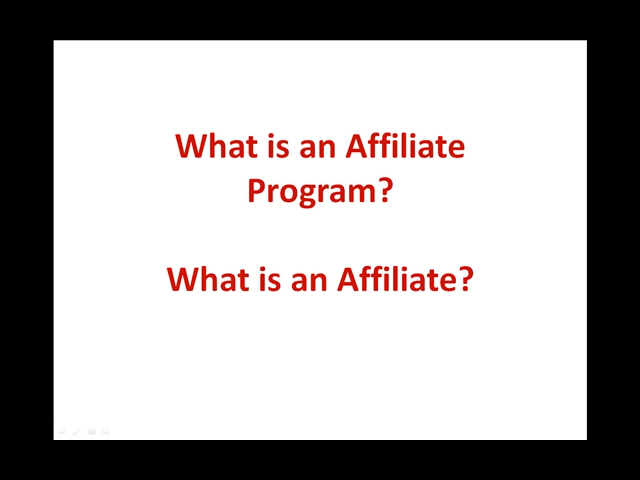 What is an Affiliate
Program?
What is an Affiliate?